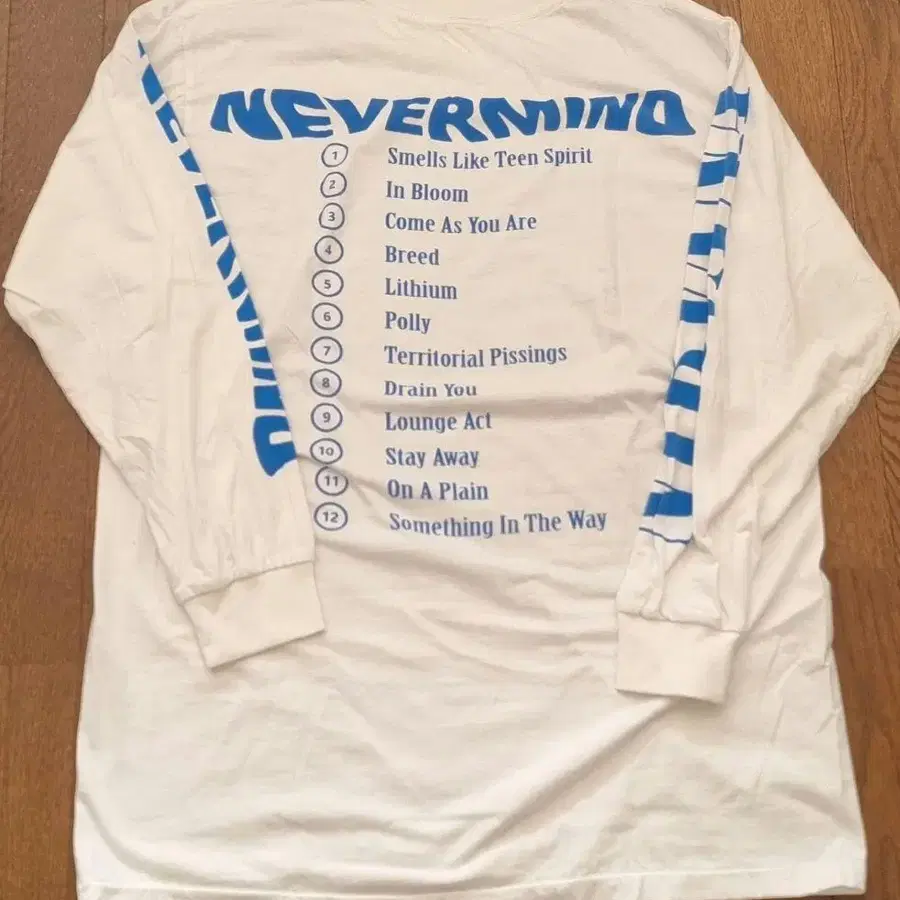 NEVERMIND
1 Smells Like Teen Spirit
2 In Bloom
3 Come As You Are
4 Breed
5 Lithium
6 Polly
7 Territorial Pissings
8 Drain You
9 Lounge Act
10 Stay Away
11 On A Plain
12 Something In The Way
NEVERMIND
NIRVANA